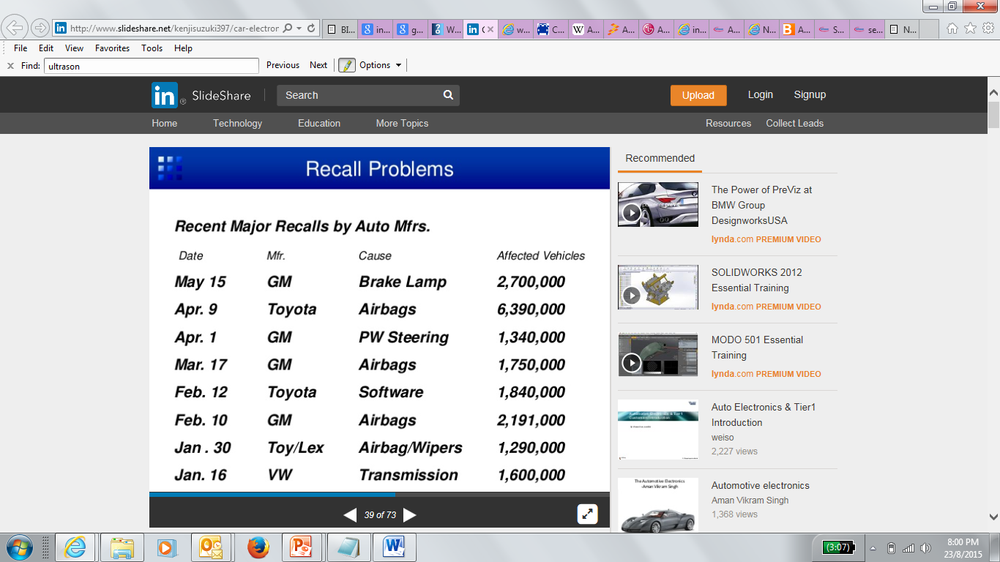 http://www.slideshare.net/kenjisuzuki397/car-electror
BI...
in...
g...
W...
C
w...
C...
A...
A...
A...
in...
A...
N...
A...
S...
se...
N...
File Edit View Favorites Tools Help
Find: ultrason Previous Next Options
in® SlideShare Search Upload Login Signup
Home Technology Education More Topics Resources Collect Leads
Recall Problems
Recent Major Recalls by Auto Mfrs.
Date Mfr. Cause Affected Vehicles
May 15 GM Brake Lamp 2,700,000
Apr. 9 Toyota Airbags 6,390,000
Apr. 1 GM PW Steering 1,340,000
Mar. 17 GM Airbags 1,750,000
Feb. 12 Toyota Software 1,840,000
Feb. 10 GM Airbags 2,191,000
Jan . 30 Toy/Lex Airbag/Wipers 1,290,000
Jan. 16 VW Transmission 1,600,000
39 of 73
Recommended
The Power of PreViz at
BMW Group
DesignworksUSA
lynda.com PREMIUM VIDEO
SOLIDWORKS 2012
Essential Training
lynda.com PREMIUM VIDEO
MODO 501 Essential
Training
lynda.com PREMIUM VIDEO
Auto Electronics & Tier1
Introduction
weiso
2,227 views
The Automotive Electronics
-Aman Vikram Singh
Automotive electronics
Aman Vikram Singh
1,368 views
(3:07)
8:00 PM
23/8/2015